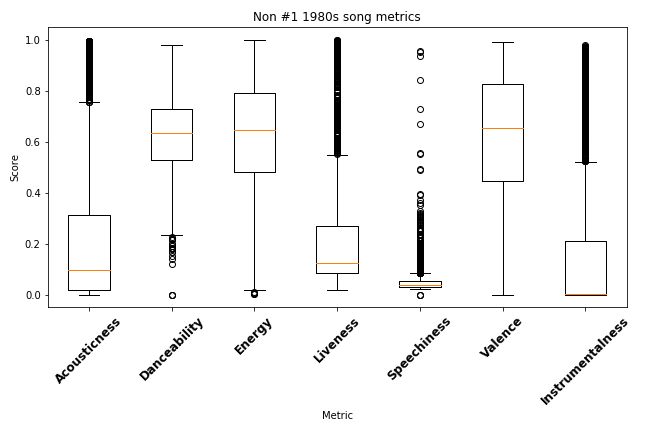 Non #1 1980s song metrics
1.0
0.8
0.6
0.4
0.2
0.0
Score
Acousticness
Danceability
Energy
Liveness
Speechiness
Valence
Instrumentalness
Metric